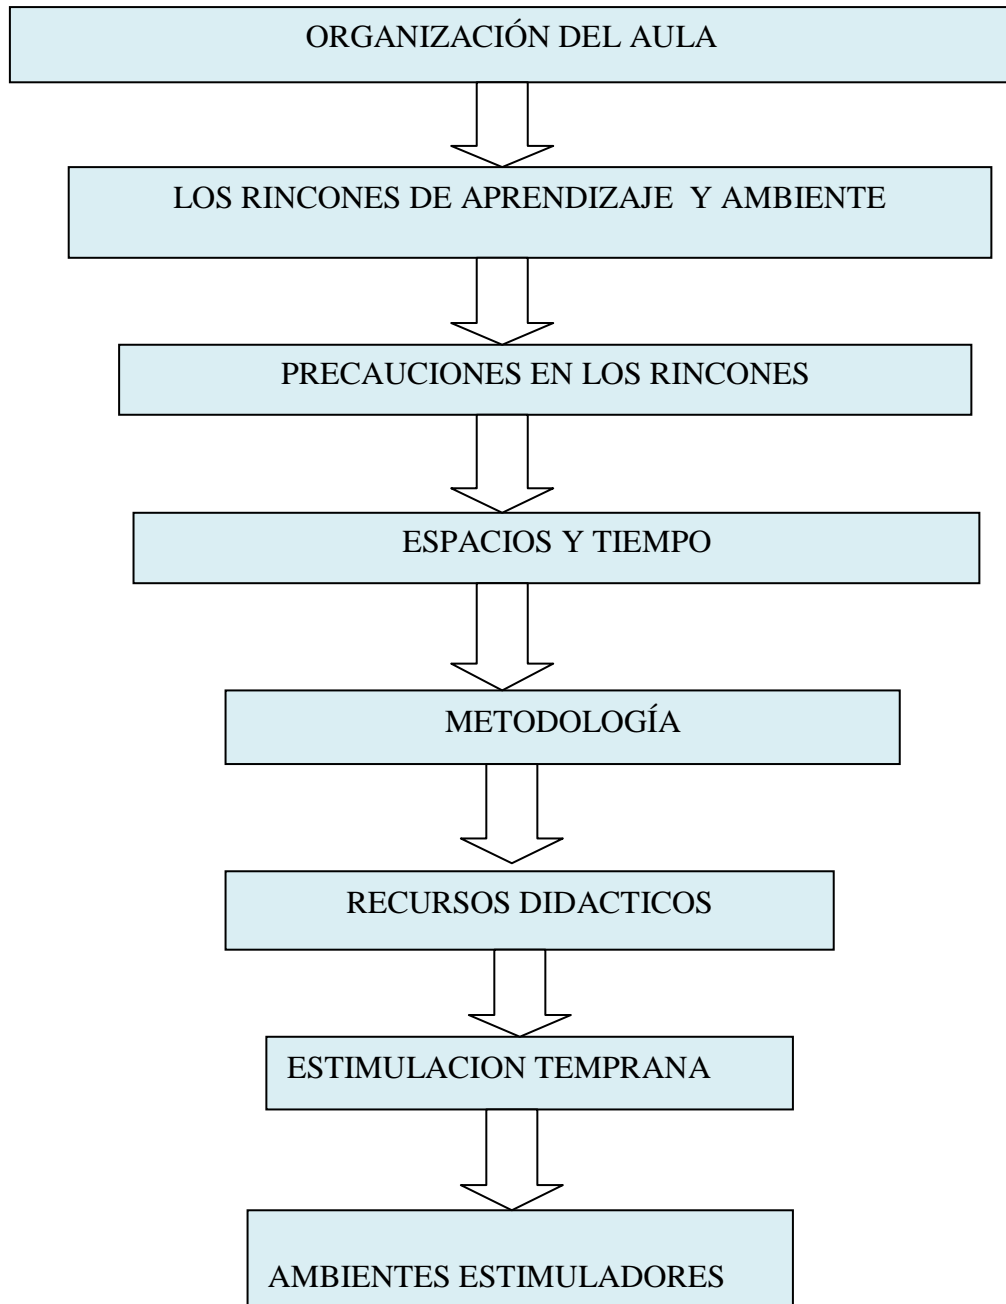 ORGANIZACIÓN DEL AULA
LOS RINCONES DE APRENDIZAJE Y AMBIENTE
PRECAUCIONES EN LOS RINCONES
ESPACIOS Y TIEMPO
METODOLOGÍA
RECURSOS DIDACTICOS
ESTIMULACION TEMPRANA
AMBIENTES ESTIMULADORES